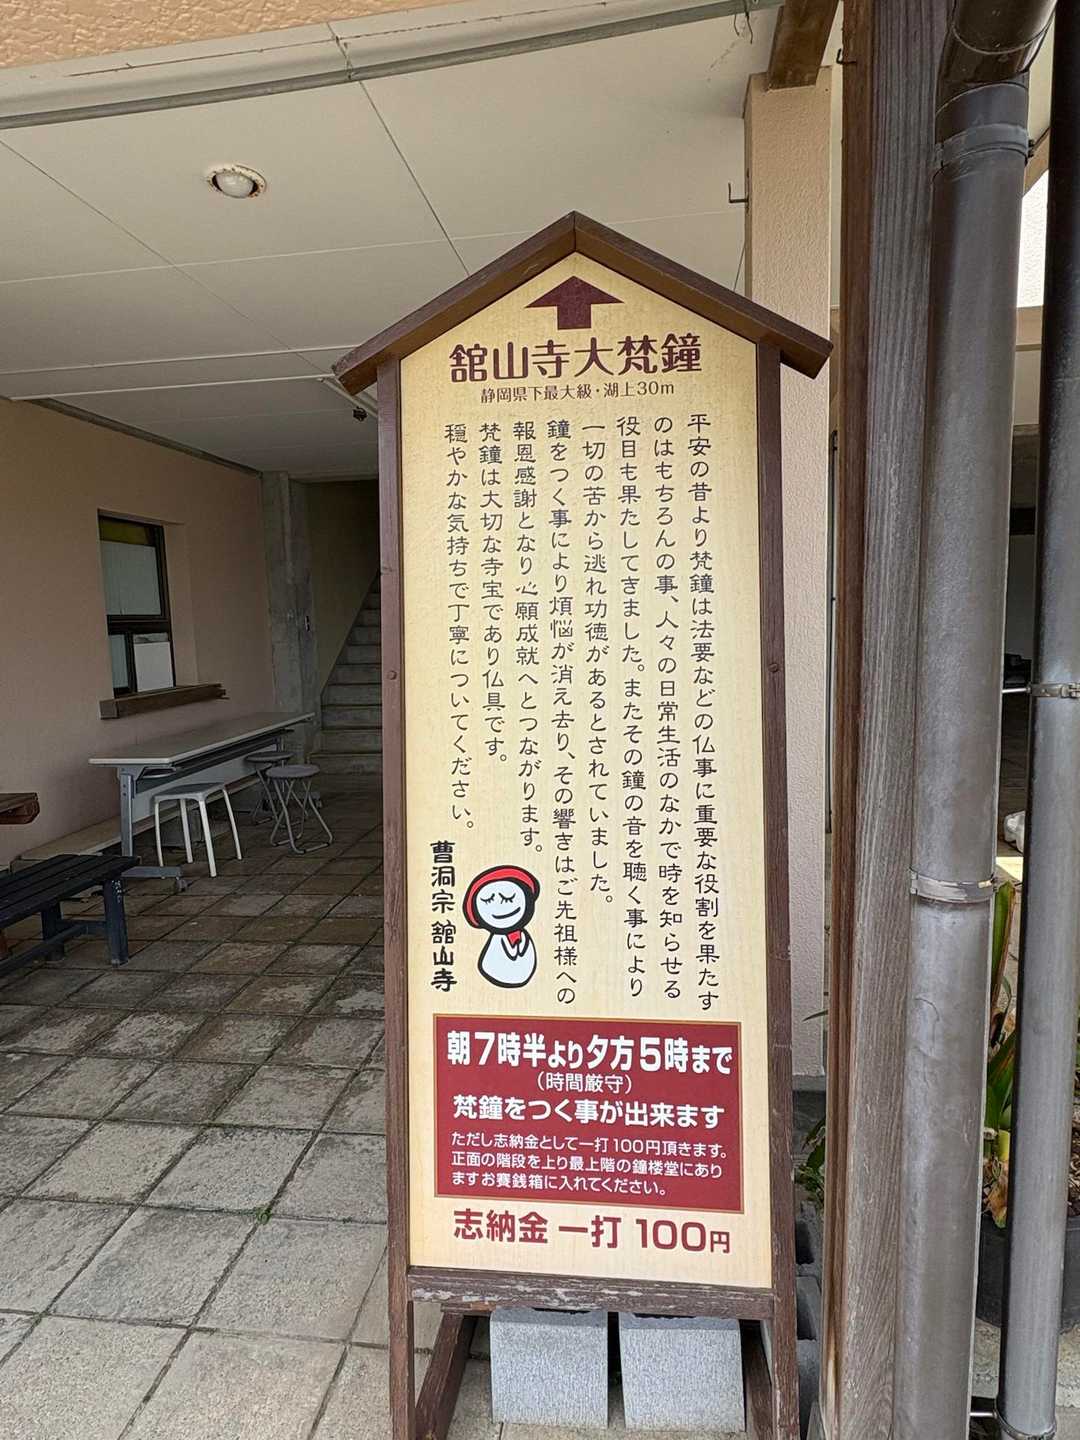 舘山寺大梵鐘
静岡県下最大級・湖上30m
平安の昔より梵鐘は法要などの仏事に重要な役割を果たす
のはもちろんの事、人々の日常生活のなかで時を知らせる
役目も果たしてきました。またその鐘の音を聴く事により
一切の苦から逃れ功徳があるとされていました。
鐘をつく事により煩悩が消え去り、その響きはご先祖様への
報恩感謝となり心願成就へとつながります。
梵鐘は大切な寺宝であり仏具です。
穏やかな気持ちで丁寧についてください。
曹洞宗 舘山寺
朝7時半より夕方5時まで
(時間厳守)
梵鐘をつく事が出来ます
ただし志納金として一打100円頂きます。
正面の階段を上り最上階の鐘楼堂にあり
ますお賽銭箱に入れてください。
志納金 一打 100円